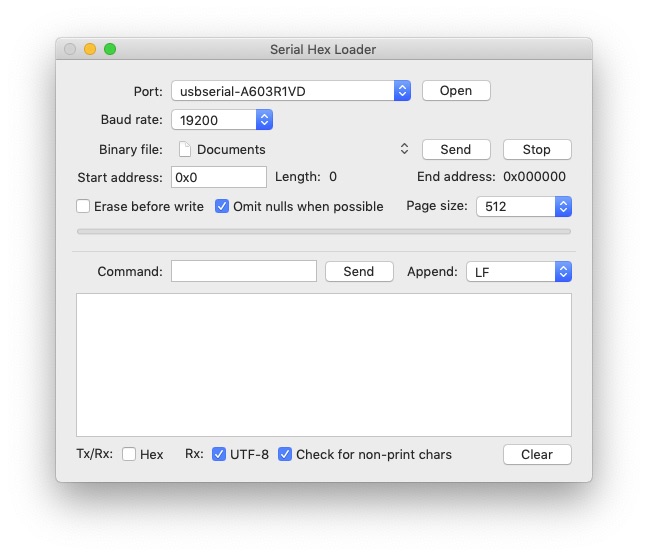 Serial Hex Loader
Port: usbserial-A603R1VD Open
Baud rate: 19200
Binary file: Documents Send Stop
Start address: 0x0 Length: 0 End address: 0x000000
Erase before write Omit nulls when possible Page size: 512
Command: Send Append: LF
Tx/Rx: Hex Rx: UTF-8 Check for non-print chars Clear